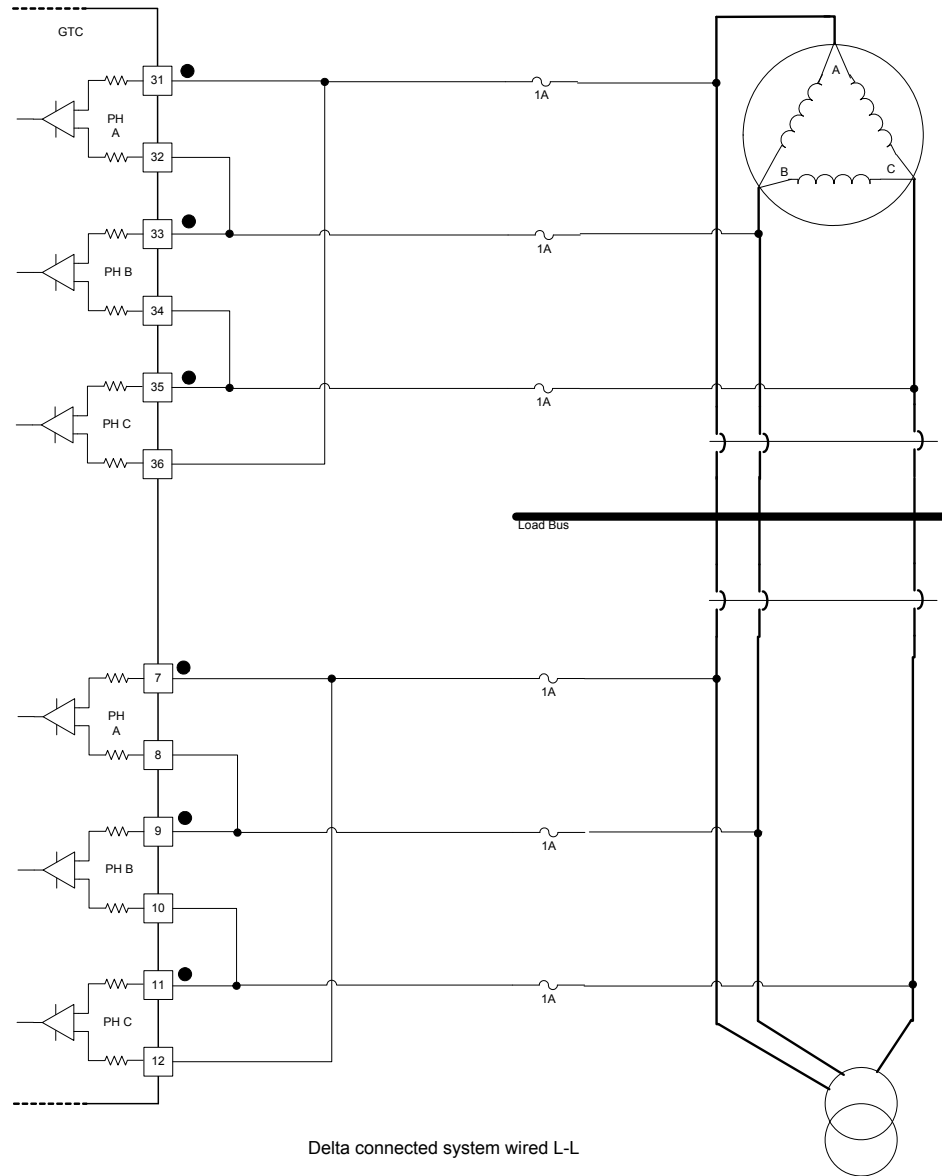 GTC
31
PH
A
32
33
PH B
34
35
PH C
36
1A
1A
1A
A
B
C
Load Bus
7
PH
A
8
9
PH B
10
11
PH C
12
1A
1A
1A
Delta connected system wired L-L